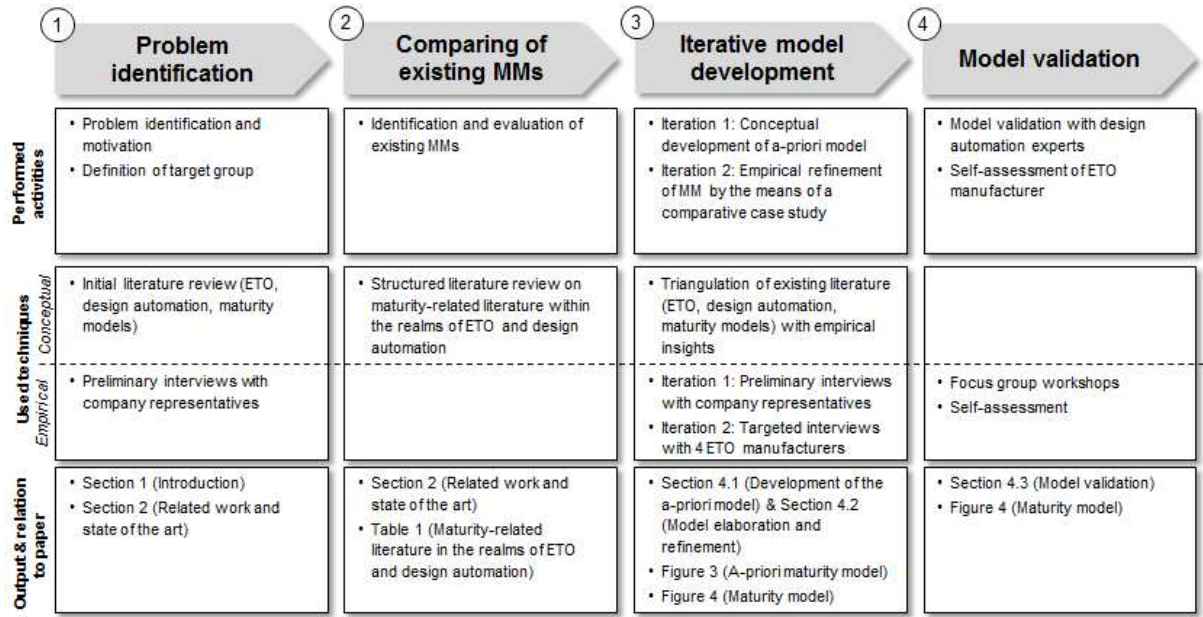 1
Problem
identification
2
Comparing of
existing MMs
3
Iterative model
development
4
Model validation
Performed
activities
• Problem identification and
motivation
• Definition of target group
• Identification and evaluation of
existing MMs
• Iteration 1: Conceptual
development of a-priori model
• Iteration 2: Empirical refinement
of MM by the means of a
comparative case study
• Model validation with design
automation experts
• Self-assessment of ETO
manufacturer
Used techniques
Conceptual
• Initial literature review (ETO,
design automation, maturity
models)
• Structured literature review on
maturity-related literature within
the realms of ETO and design
automation
• Triangulation of existing literature
(ETO, design automation,
maturity models) with empirical
insights
Empirical
• Preliminary interviews with
company representatives
• Iteration 1: Preliminary interviews
with company representatives
• Iteration 2: Targeted interviews
with 4 ETO manufacturers
• Focus group workshops
• Self-assessment
Output & relation
to paper
• Section 1 (Introduction)
• Section 2 (Related work and
state of the art)
• Section 2 (Related work and
state of the art)
• Table 1 (Maturity-related
literature in the realms of ETO
and design automation)
• Section 4.1 (Development of the
a-priori model) & Section 4.2
(Model elaboration and
refinement)
• Figure 3 (A-priori maturity model)
• Figure 4 (Maturity model)
• Section 4.3 (Model validation)
• Figure 4 (Maturity model)